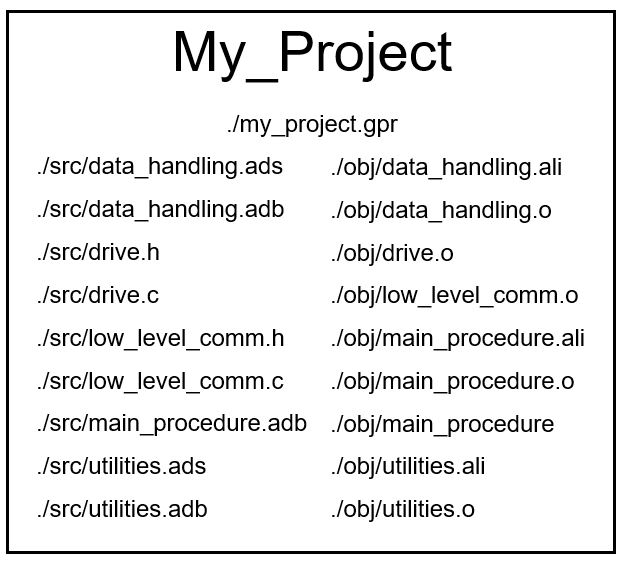 My_Project
./my_project.gpr
./src/data_handling.ads ./obj/data_handling.ali
./src/data_handling.adb ./obj/data_handling.o
./src/drive.h ./obj/drive.o
./src/drive.c ./obj/low_level_comm.o
./src/low_level_comm.h ./obj/main_procedure.ali
./src/low_level_comm.c ./obj/main_procedure.o
./src/main_procedure.adb ./obj/main_procedure
./src/utilities.ads ./obj/utilities.ali
./src/utilities.adb ./obj/utilities.o